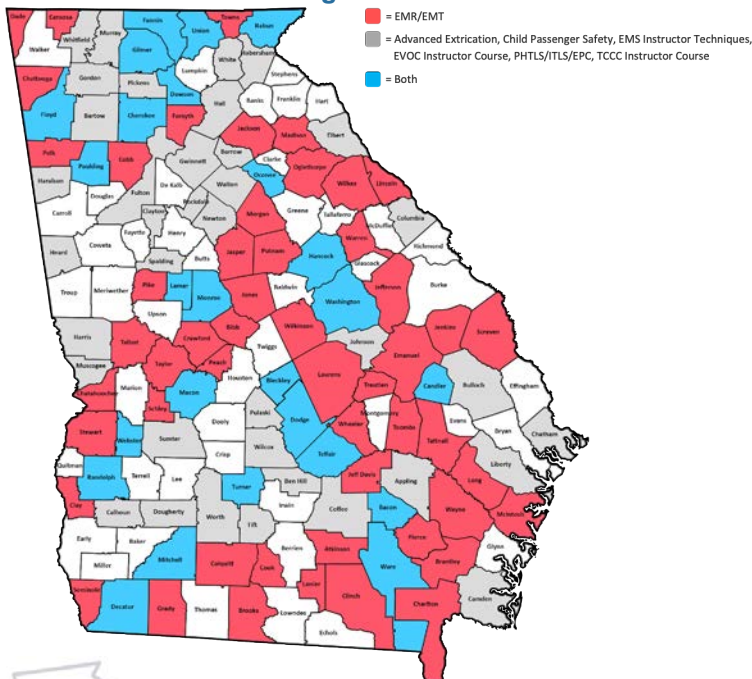 = EMR/EMT
= Advanced Extrication, Child Passenger Safety, EMS Instructor Techniques,
EVOC Instructor Course, PHTLS/ITLS/EPC, TCCC Instructor Course
= Both
Dade Catoosa Fannin Towns Rabun
Walker Whitfield Murray Gilmer Union
Chattooga Gordon Pickens Lumpkin White Habersham Stephens
Dawson Hall Banks Franklin Hart
Floyd Bartow Cherokee Forsyth
Jackson Madison Elbert
Polk Paulding Cobb Gwinnett Barrow Clarke Oglethorpe Wilkes Lincoln
Haralson Douglas Fulton De Kalb Walton Oconee
Carroll Clayton Rockdale Newton Morgan Greene Taliaferro McDuffie Columbia
Heard Coweta Fayette Henry Spalding Butts Jasper Putnam Hancock Warren Richmond
Glascock
Troup Meriwether Pike Lamar Monroe Jones Baldwin Washington Jefferson Burke
Upson
Harris Talbot Crawford Bibb Wilkinson Johnson Emanuel Jenkins Screven
Muscogee Taylor Peach Twiggs
Chattahoochee Marion Schley Macon Houston Bleckley Laurens Treutlen Candler Bulloch Effingham
Stewart Webster Sumter Dooly Pulaski Dodge Wheeler Montgomery Toombs Tattnall Evans Bryan Chatham
Quitman Randolph Terrell Lee Crisp Wilcox Telfair Jeff Davis Appling Long Liberty
Clay Calhoun Dougherty Worth Turner Ben Hill Irwin Coffee Bacon Wayne McIntosh
Tift
Early Baker Mitchell Colquitt Cook Berrien Atkinson Pierce Brantley Glynn
Miller Ware
Seminole Decatur Grady Thomas Brooks Lanier Clinch Charlton Camden
Lowndes Echols